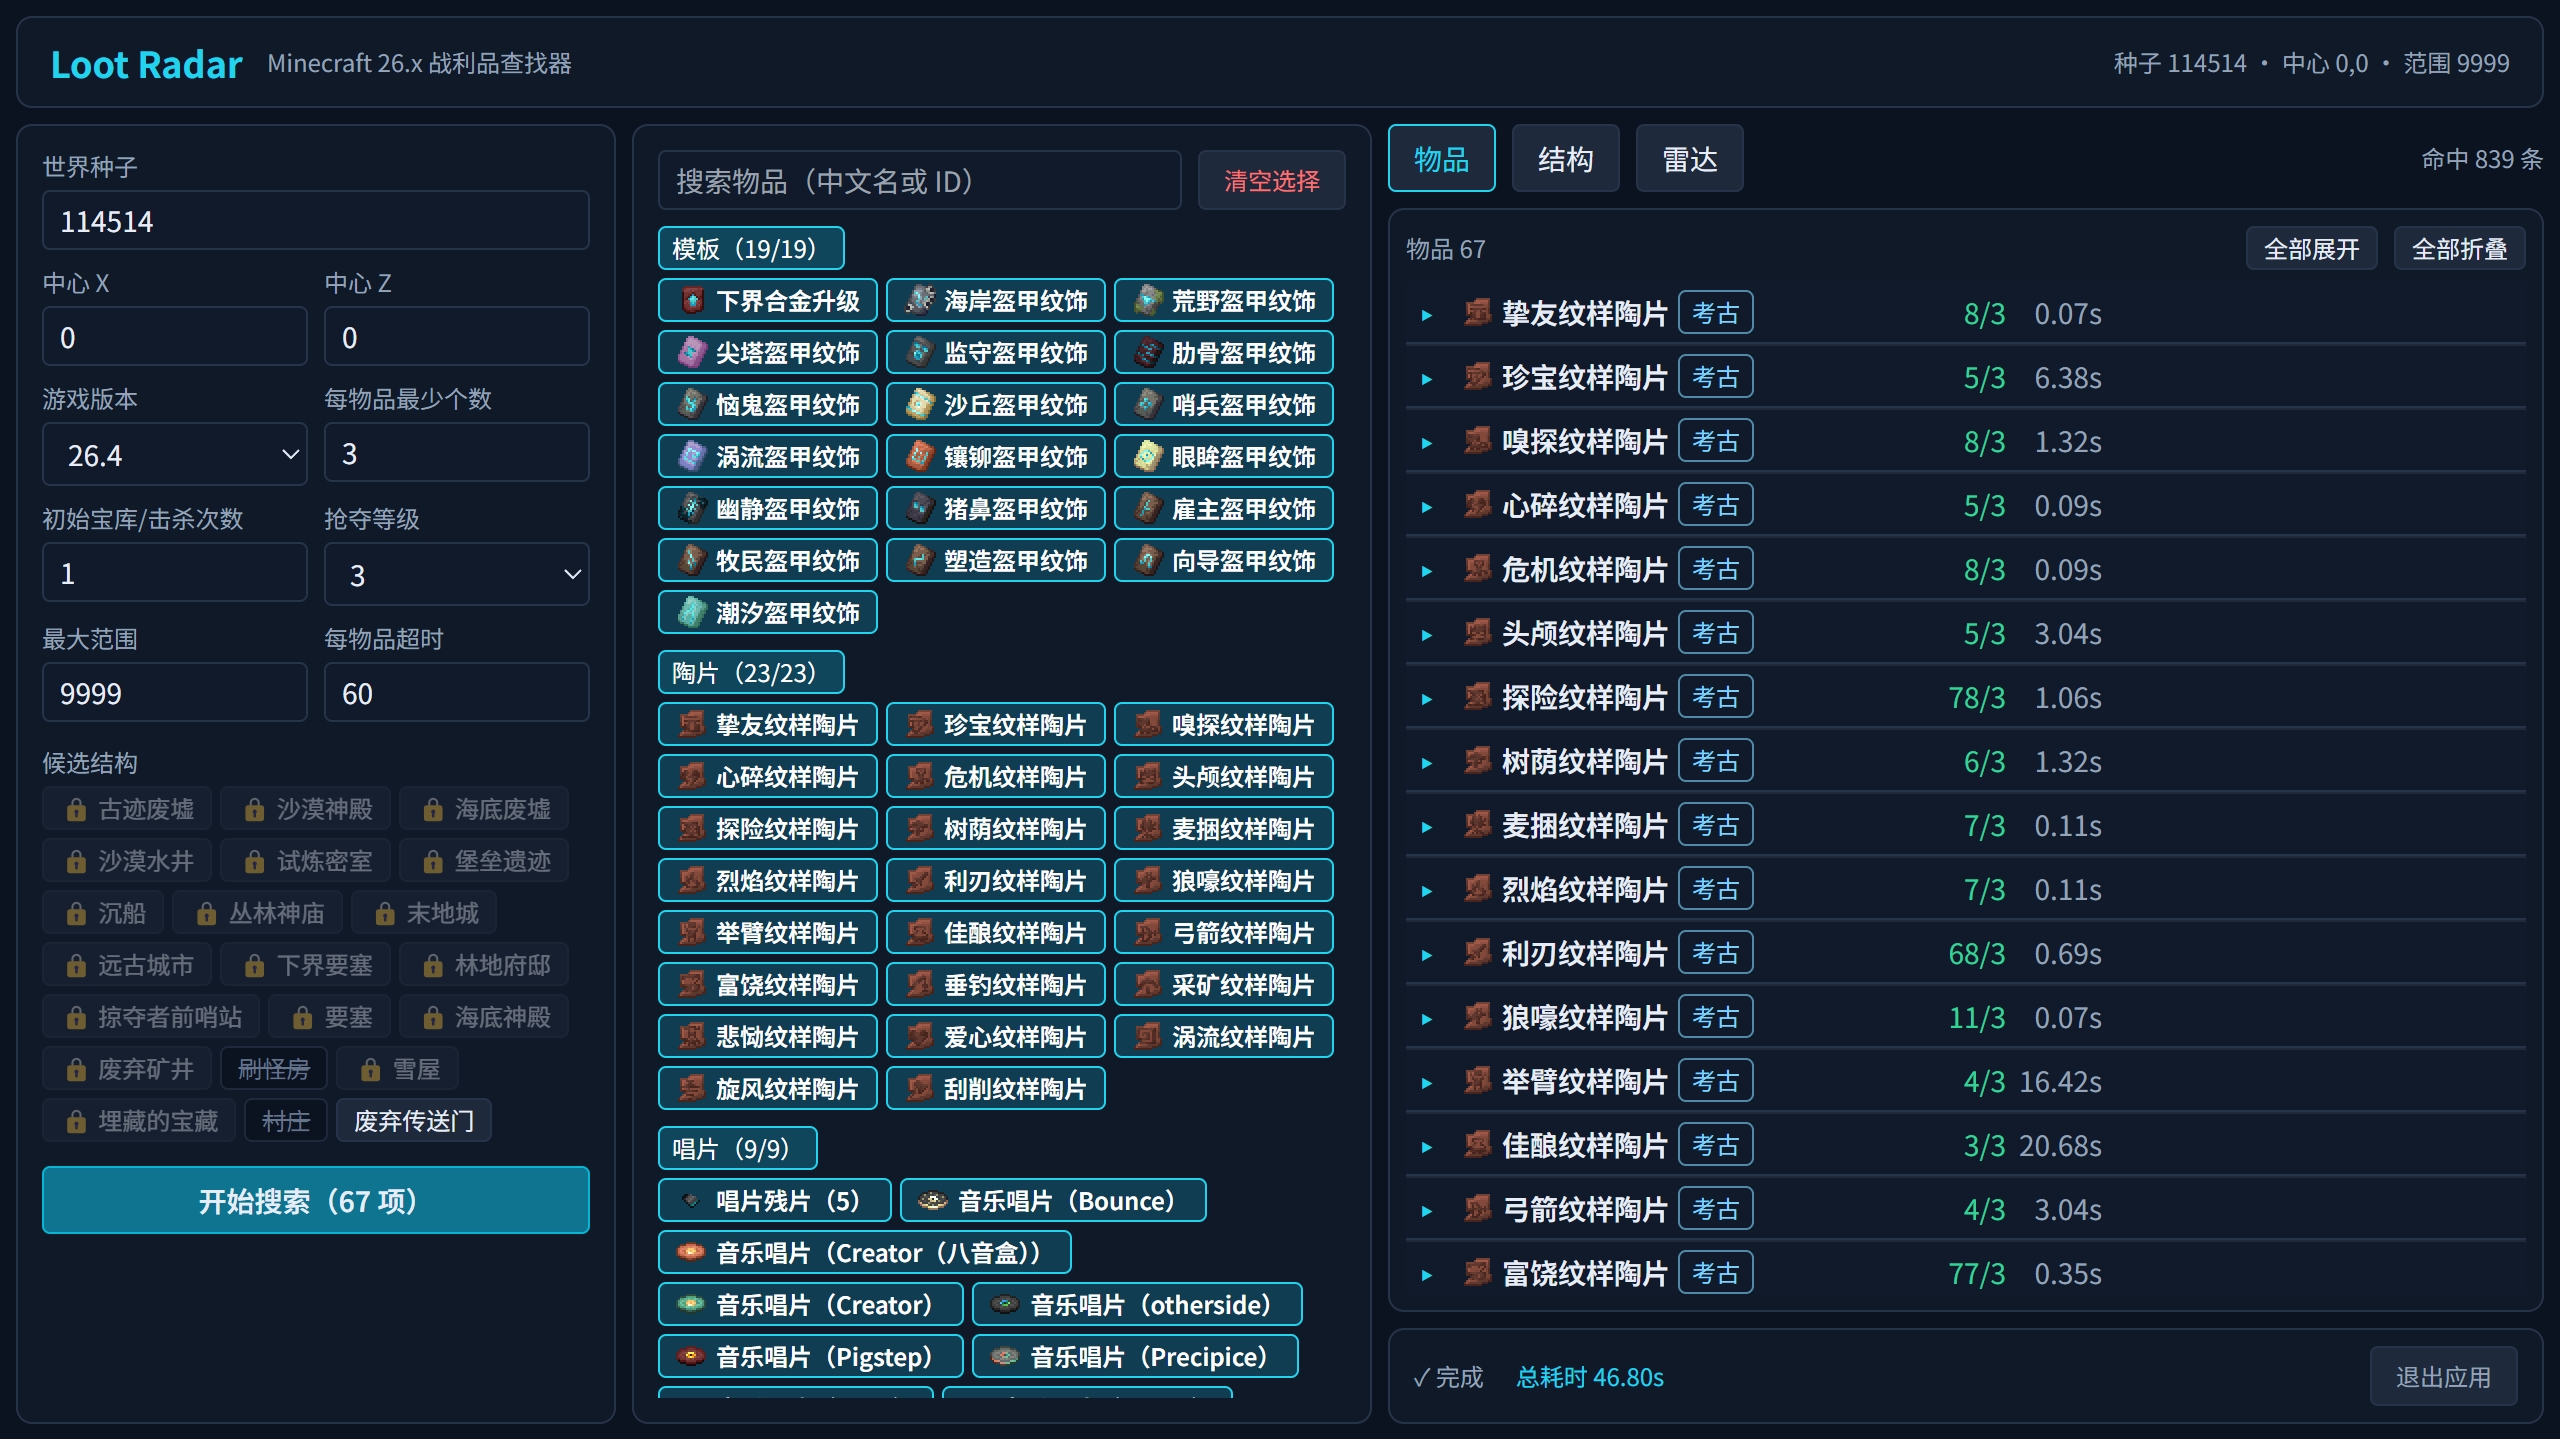 Loot Radar Minecraft 26.x 战利品查找器
种子 114514 • 中心 0,0 • 范围 9999
世界种子
114514
中心 X 中心 Z
0 0
游戏版本 每物品最少个数
26.4 3
初始宝库/击杀次数 抢夺等级
1 3
最大范围 每物品超时
9999 60
候选结构
古迹废墟 沙漠神殿 海底废墟
沙漠水井 试炼密室 堡垒遗迹
沉船 丛林神庙 末地城
远古城市 下界要塞 林地府邸
掠夺者前哨站 要塞 海底神殿
废弃矿井 刷怪房 雪屋
埋藏的宝藏 村庄 废弃传送门
开始搜索（67 项）
搜索物品（中文名或 ID） 清空选择
模板（19/19）
下界合金升级 海岸盔甲纹饰 荒野盔甲纹饰
尖塔盔甲纹饰 监守盔甲纹饰 肋骨盔甲纹饰
恼鬼盔甲纹饰 沙丘盔甲纹饰 哨兵盔甲纹饰
涡流盔甲纹饰 镶铆盔甲纹饰 眼眸盔甲纹饰
幽静盔甲纹饰 猪鼻盔甲纹饰 雇主盔甲纹饰
牧民盔甲纹饰 塑造盔甲纹饰 向导盔甲纹饰
潮汐盔甲纹饰
陶片（23/23）
挚友纹样陶片 珍宝纹样陶片 嗅探纹样陶片
心碎纹样陶片 危机纹样陶片 头颅纹样陶片
探险纹样陶片 树荫纹样陶片 麦捆纹样陶片
烈焰纹样陶片 利刃纹样陶片 狼嚎纹样陶片
举臂纹样陶片 佳酿纹样陶片 弓箭纹样陶片
富饶纹样陶片 垂钓纹样陶片 采矿纹样陶片
悲恸纹样陶片 爱心纹样陶片 涡流纹样陶片
旋风纹样陶片 刮削纹样陶片
唱片（9/9）
唱片残片（5） 音乐唱片（Bounce）
音乐唱片（Creator（八音盒））
音乐唱片（Creator） 音乐唱片（otherside）
音乐唱片（Pigstep） 音乐唱片（Precipice）
物品 结构 雷达 命中 839 条
物品 67 全部展开 全部折叠
挚友纹样陶片 考古 8/3 0.07s
珍宝纹样陶片 考古 5/3 6.38s
嗅探纹样陶片 考古 8/3 1.32s
心碎纹样陶片 考古 5/3 0.09s
危机纹样陶片 考古 8/3 0.09s
头颅纹样陶片 考古 5/3 3.04s
探险纹样陶片 考古 78/3 1.06s
树荫纹样陶片 考古 6/3 1.32s
麦捆纹样陶片 考古 7/3 0.11s
烈焰纹样陶片 考古 7/3 0.11s
利刃纹样陶片 考古 68/3 0.69s
狼嚎纹样陶片 考古 11/3 0.07s
举臂纹样陶片 考古 4/3 16.42s
佳酿纹样陶片 考古 3/3 20.68s
弓箭纹样陶片 考古 4/3 3.04s
富饶纹样陶片 考古 77/3 0.35s
✓ 完成 总耗时 46.80s 退出应用